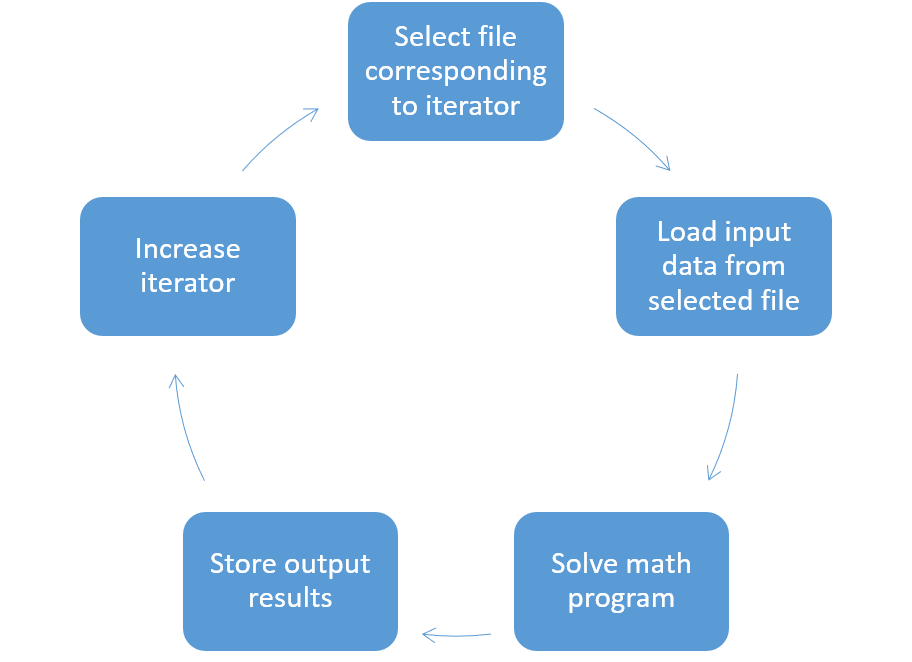 Select file
corresponding
to iterator
Load input
data from
selected file
Solve math
program
Store output
results
Increase
iterator